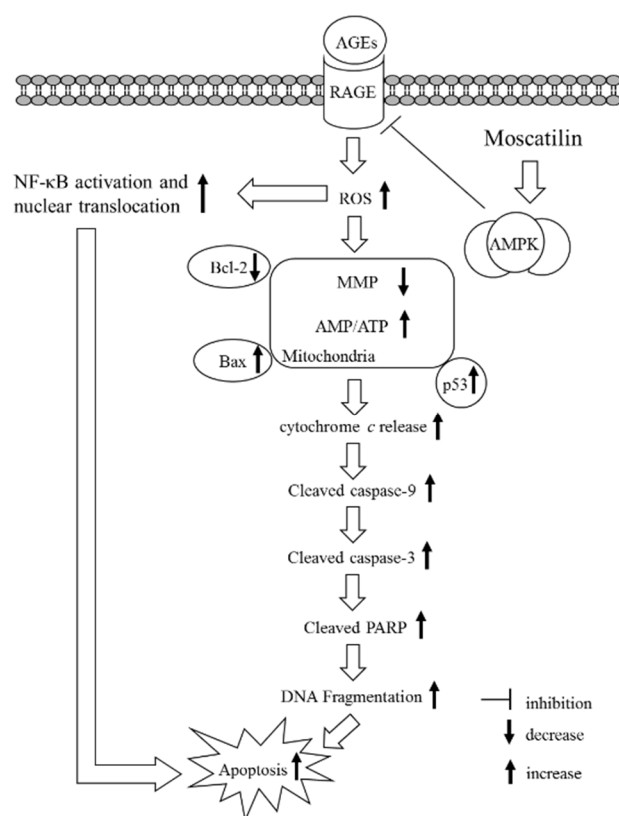 AGEs
RAGE
Moscatilin
NF-κB activation and
nuclear translocation
ROS
AMPK
Bcl-2
MMP
AMP/ATP
Bax
Mitochondria
p53
cytochrome c release
Cleaved caspase-9
Cleaved caspase-3
Cleaved PARP
DNA Fragmentation
inhibition
decrease
Apoptosis
increase